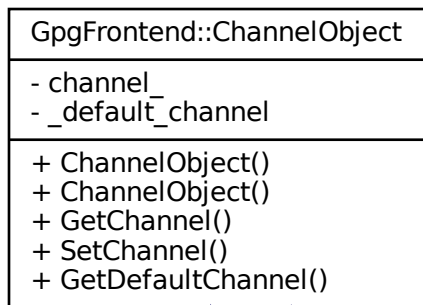 GpgFrontend::ChannelObject
- channel_
- _default_channel
+ ChannelObject()
+ ChannelObject()
+ GetChannel()
+ SetChannel()
+ GetDefaultChannel()